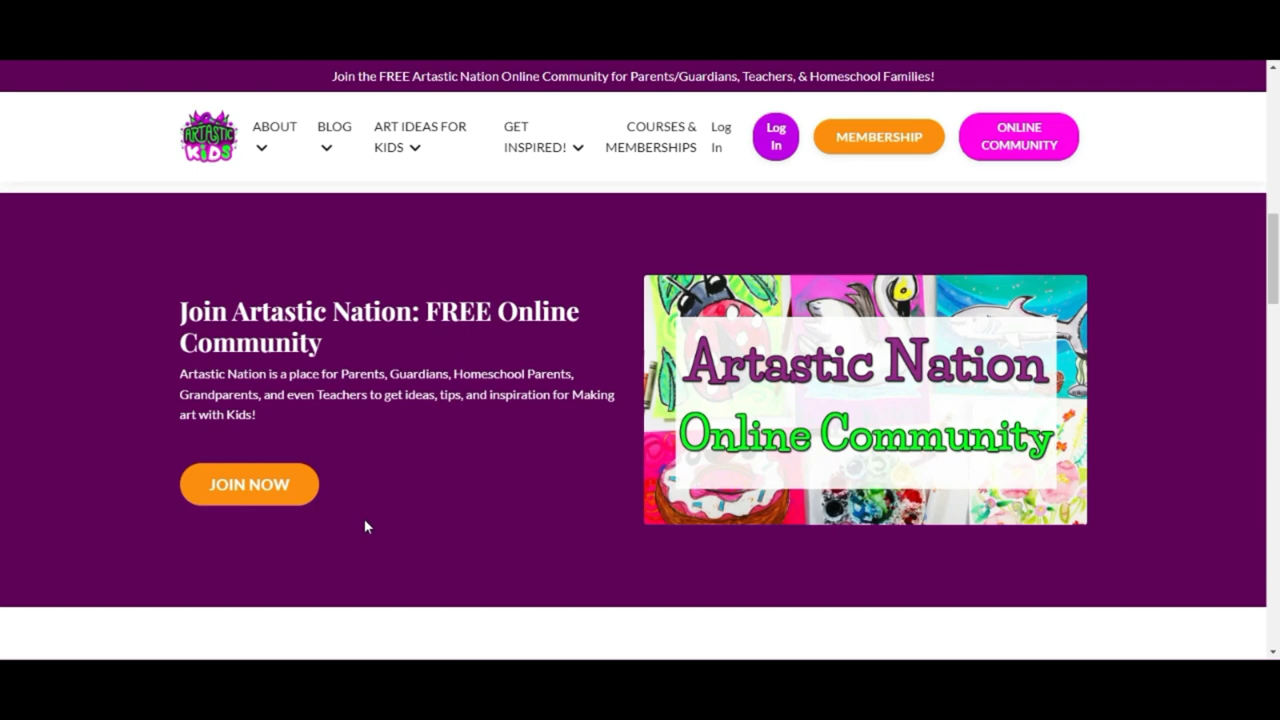 Join the FREE Artastic Nation Online Community for Parents/Guardians, Teachers, & Homeschool Families!
ARTASTIC
KIDS
ABOUT
BLOG
ART IDEAS FOR
KIDS
GET
INSPIRED!
COURSES &
MEMBERSHIPS
Log
In
Log
In
MEMBERSHIP
ONLINE
COMMUNITY
Join Artastic Nation: FREE Online
Community
Artastic Nation is a place for Parents, Guardians, Homeschool Parents,
Grandparents, and even Teachers to get ideas, tips, and inspiration for Making
art with Kids!
JOIN NOW
Artastic Nation
Online Community